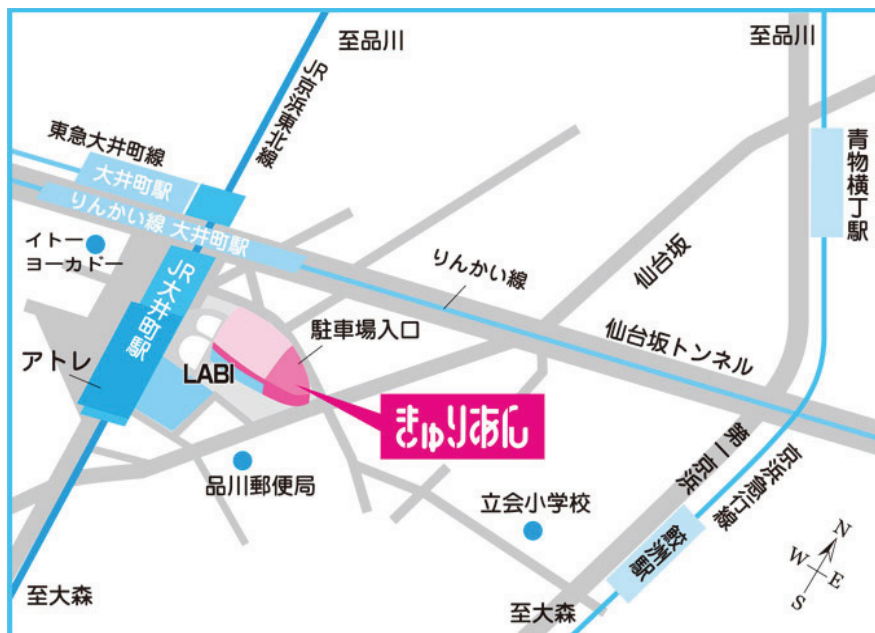 至品川
至品川
JR京浜東北線
東急大井町線
大井町駅
りんかい線 大井町駅
青物横丁駅
イトー
ヨーカドー
JR大井町駅
りんかい線
仙台坂
駐車場入口
仙台坂トンネル
アトレ
LABI
きゅりあん
第一京浜
京浜急行線
品川郵便局
立会小学校
鮫洲駅
N
W
E
S
至大森
至大森